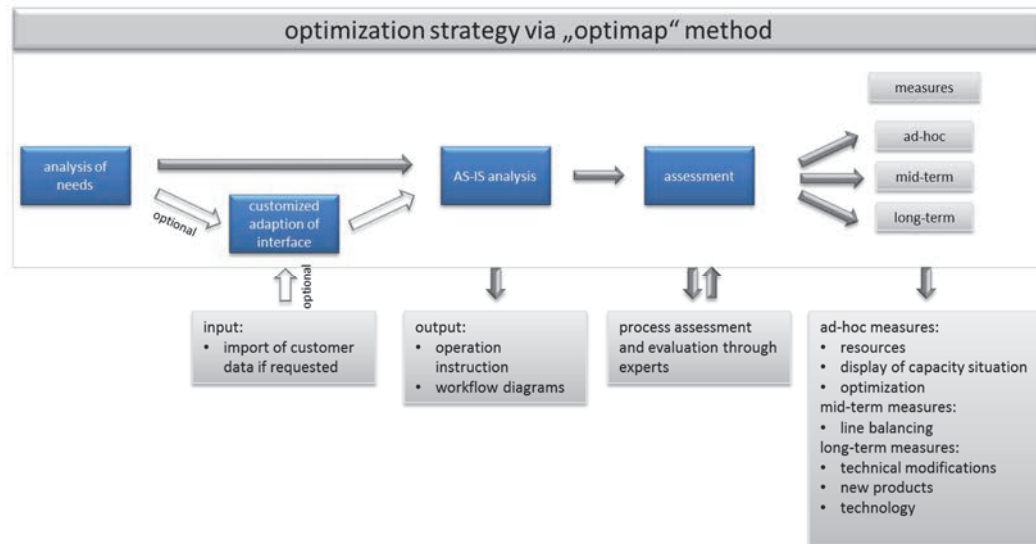 optimization strategy via „optimap“ method
measures
analysis of
needs
optional
customized
adaption of
interface
AS-IS analysis
assessment
ad-hoc
mid-term
long-term
optional
input:
• import of customer
data if requested
output:
• operation
instruction
• workflow diagrams
process assessment
and evaluation through
experts
ad-hoc measures:
• resources
• display of capacity situation
• optimization
mid-term measures:
• line balancing
long-term measures:
• technical modifications
• new products
• technology